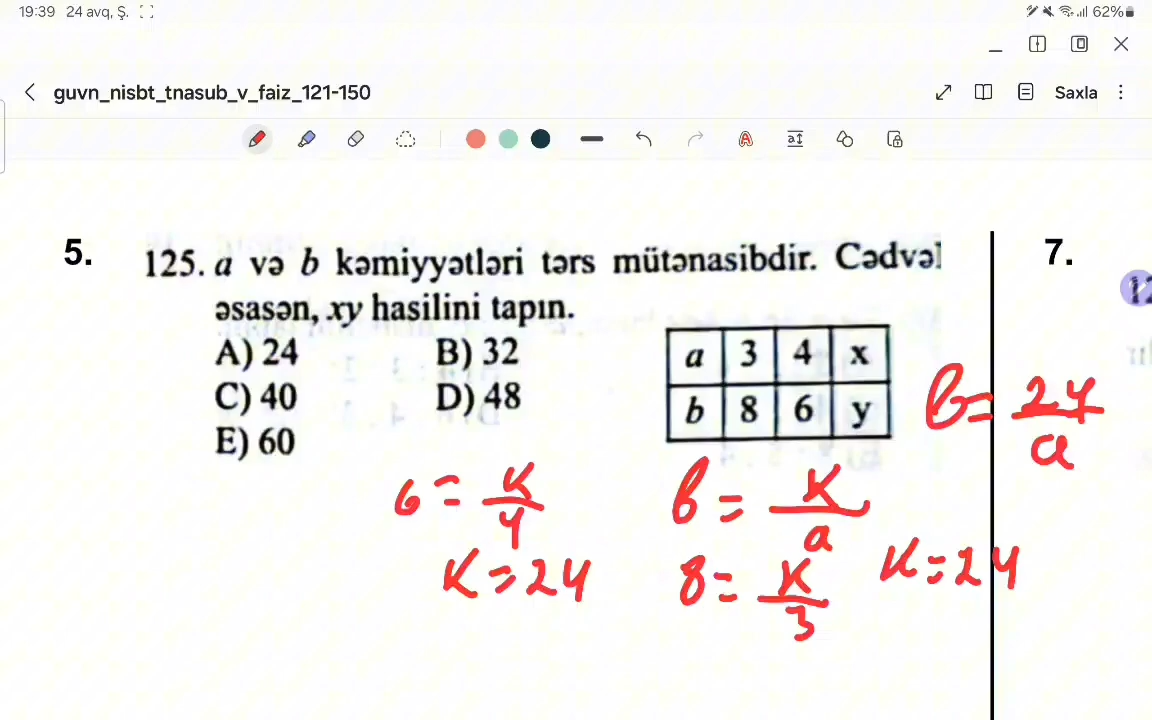 19:39 24 avq, Ş. 62%
guvn_nisbt_tnasub_v_faiz_121-150 Saxla
5.
125. a və b kəmiyyətləri tərs mütənasibdir. Cədvəl
əsasən, xy hasilini tapın.
A) 24 B) 32
C) 40 D) 48
E) 60
a 3 4 x
b 8 6 y
b = 24/a
6 = K/4
K = 24
b = K/a
8 = K/3
K = 24
7.
12